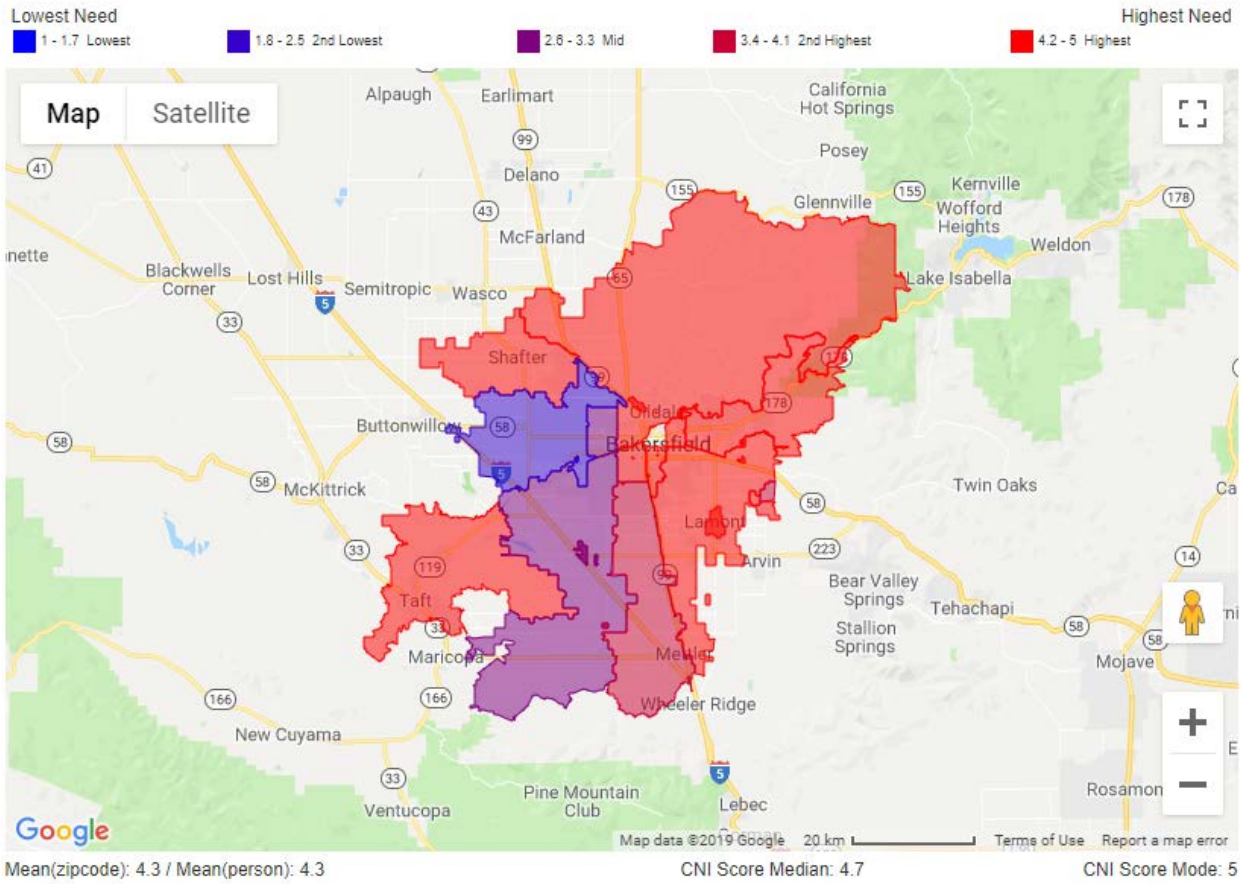 Lowest Need
Highest Need
1 - 1.7 Lowest
1.8 - 2.5 2nd Lowest
2.6 - 3.3 Mid
3.4 - 4.1 2nd Highest
4.2 - 5 Highest
Map
Satellite
Alpaugh
Earlimart
California
Hot Springs
41
99
Posey
Delano
155
Glennville
155
Kernville
178
43
Wofford
Heights
McFarland
Weldon
nette
Blackwells
Corner
Lost Hills
Semitropic
Wasco
65
Lake Isabella
5
33
Shafter
178
99
178
Oildale
Buttonwillow
58
Bakersfield
58
5
58
McKittrick
58
Twin Oaks
Ca
Lamont
33
223
14
119
99
Arvin
Bear Valley
Springs
Tehachapi
Taft
58
33
Stallion
Springs
58
Maricopa
Mettler
Mojave
166
166
Wheeler Ridge
New Cuyama
33
5
Pine Mountain
Club
Rosamon
Ventucopa
Lebec
E
Google
Map data ©2019 Google
20 km
Terms of Use
Report a map error
Mean(zipcode): 4.3 / Mean(person): 4.3
CNI Score Median: 4.7
CNI Score Mode: 5